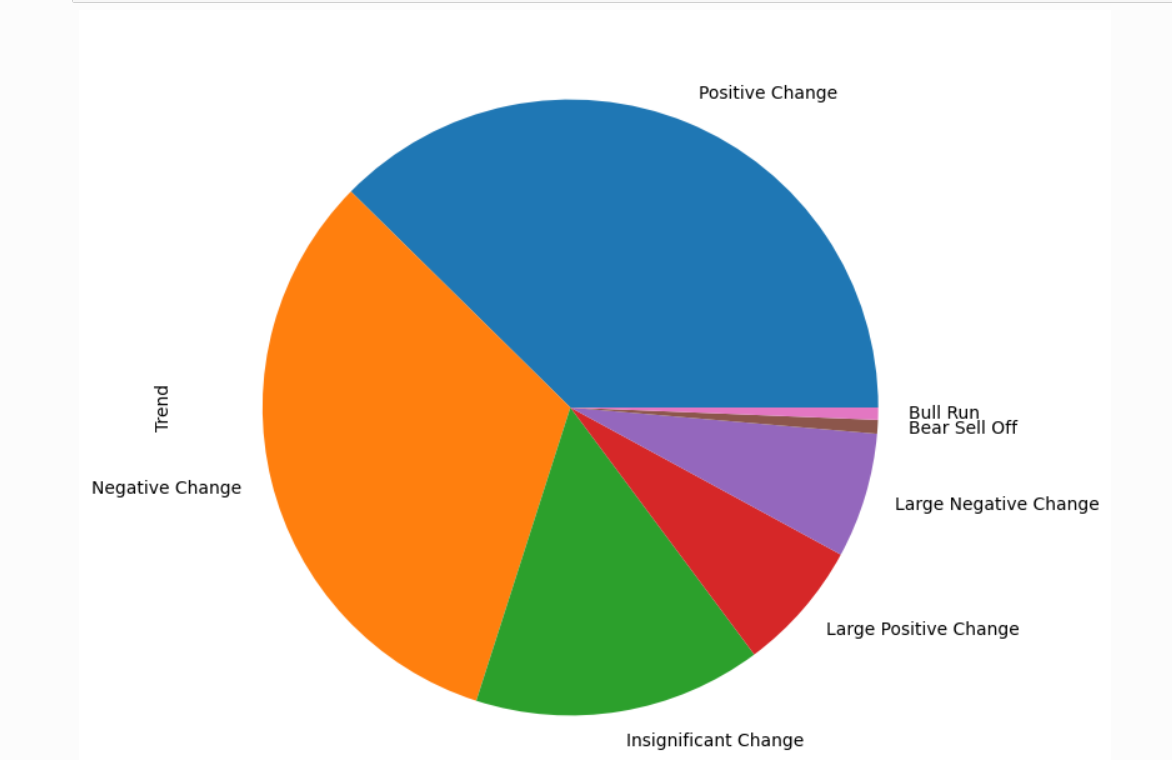 Positive Change
Bull Run
Bear Sell Off
Trend
Negative Change
Large Negative Change
Large Positive Change
Insignificant Change